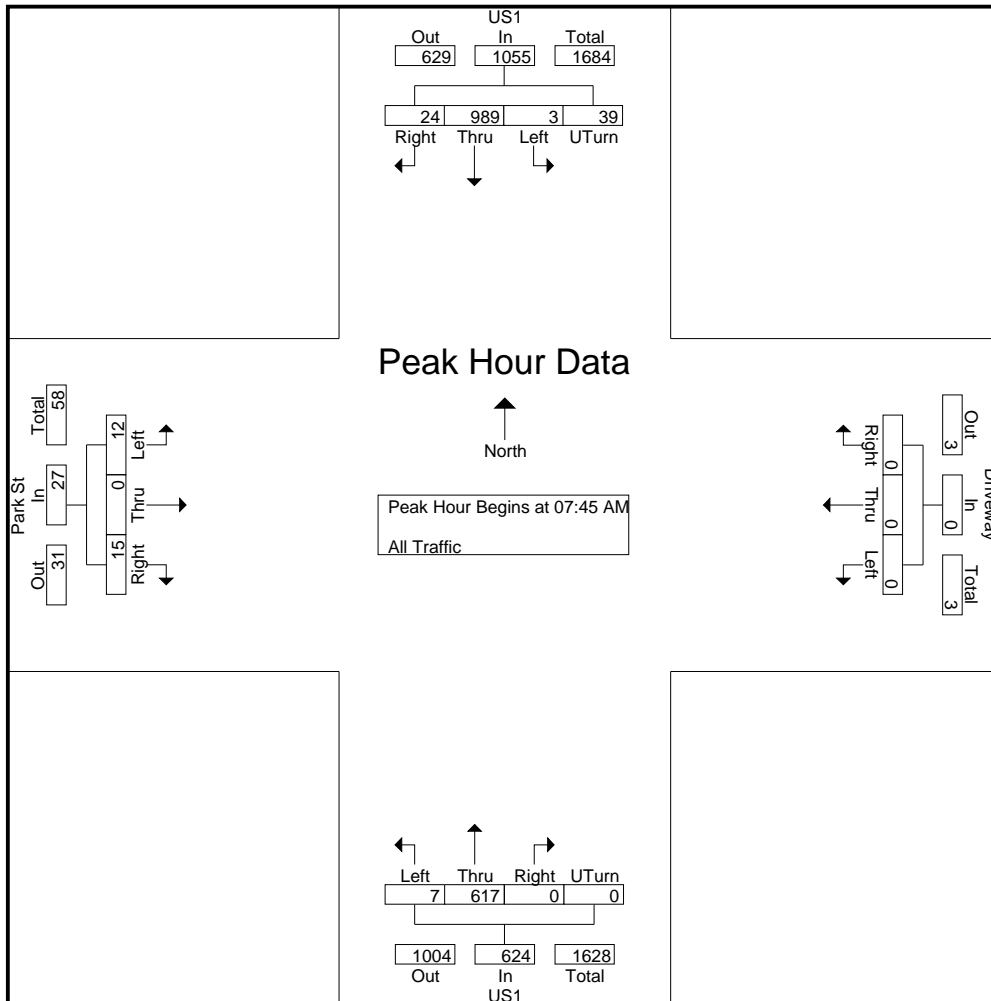 US1
Out In Total
629 1055 1684
24 989 3 39
Right Thru Left UTurn
Peak Hour Data
North
Peak Hour Begins at 07:45 AM
All Traffic
Park St
Total In Out
58 27 31
12 0 15
Left Thru Right
Right Thru Left
0 0 0
Out In Total
3 0 3
Driveway
Left Thru Right UTurn
7 617 0 0
1004 624 1628
Out In Total
US1